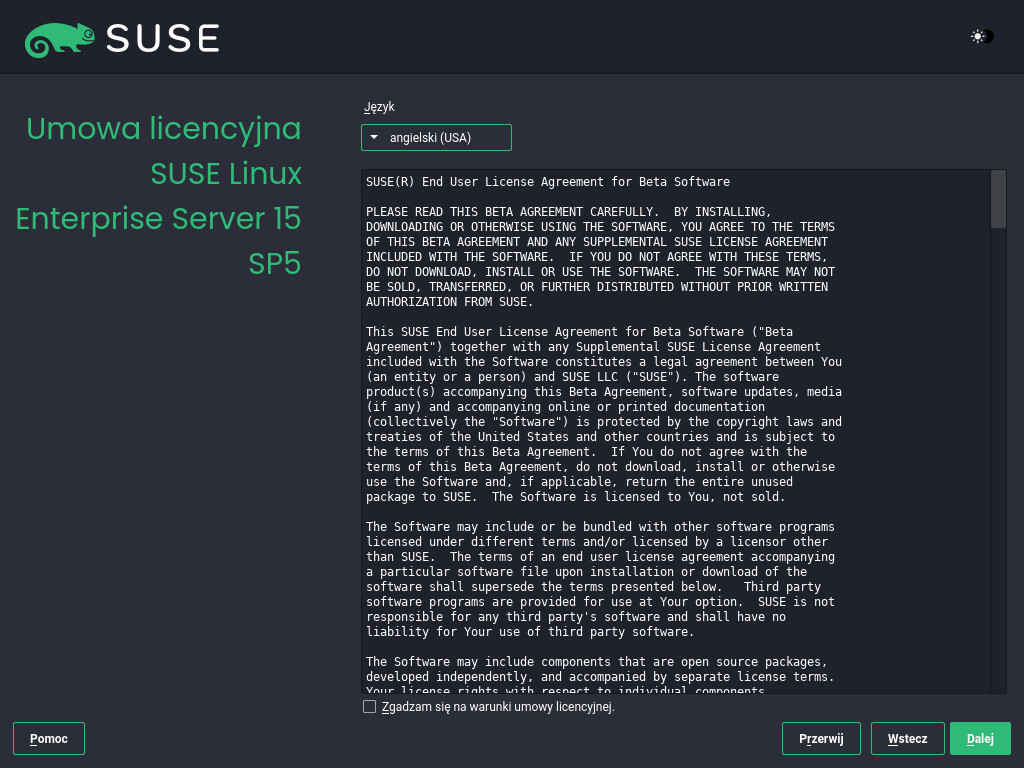 SUSE
Język
angielski (USA)
Umowa licencyjna
SUSE Linux
Enterprise Server 15
SP5
SUSE(R) End User License Agreement for Beta Software
PLEASE READ THIS BETA AGREEMENT CAREFULLY.  BY INSTALLING,
DOWNLOADING OR OTHERWISE USING THE SOFTWARE, YOU AGREE TO THE TERMS
OF THIS BETA AGREEMENT AND ANY SUPPLEMENTAL SUSE LICENSE AGREEMENT
INCLUDED WITH THE SOFTWARE.  IF YOU DO NOT AGREE WITH THESE TERMS,
DO NOT DOWNLOAD, INSTALL OR USE THE SOFTWARE.  THE SOFTWARE MAY NOT
BE SOLD, TRANSFERRED, OR FURTHER DISTRIBUTED WITHOUT PRIOR WRITTEN
AUTHORIZATION FROM SUSE.
This SUSE End User License Agreement for Beta Software ("Beta
Agreement") together with any Supplemental SUSE License Agreement
included with the Software constitutes a legal agreement between You
(an entity or a person) and SUSE LLC ("SUSE"). The software
product(s) accompanying this Beta Agreement, software updates, media
(if any) and accompanying online or printed documentation
(collectively the "Software") is protected by the copyright laws and
treaties of the United States and other countries and is subject to
the terms of this Beta Agreement.  If You do not agree with the
terms of this Beta Agreement, do not download, install or otherwise
use the Software and, if applicable, return the entire unused
package to SUSE.  The Software is licensed to You, not sold.
The Software may include or be bundled with other software programs
licensed under different terms and/or licensed by a licensor other
than SUSE.  The terms of an end user license agreement accompanying
a particular software file upon installation or download of the
software shall supersede the terms presented below.   Third party
software programs are provided for use at Your option.  SUSE is not
responsible for any third party's software and shall have no
liability for Your use of third party software.
The Software may include components that are open source packages,
developed independently, and accompanied by separate license terms.
Your license rights with respect to individual components
Zgadzam się na warunki umowy licencyjnej.
Pomoc
Przerwij
Wstecz
Dalej